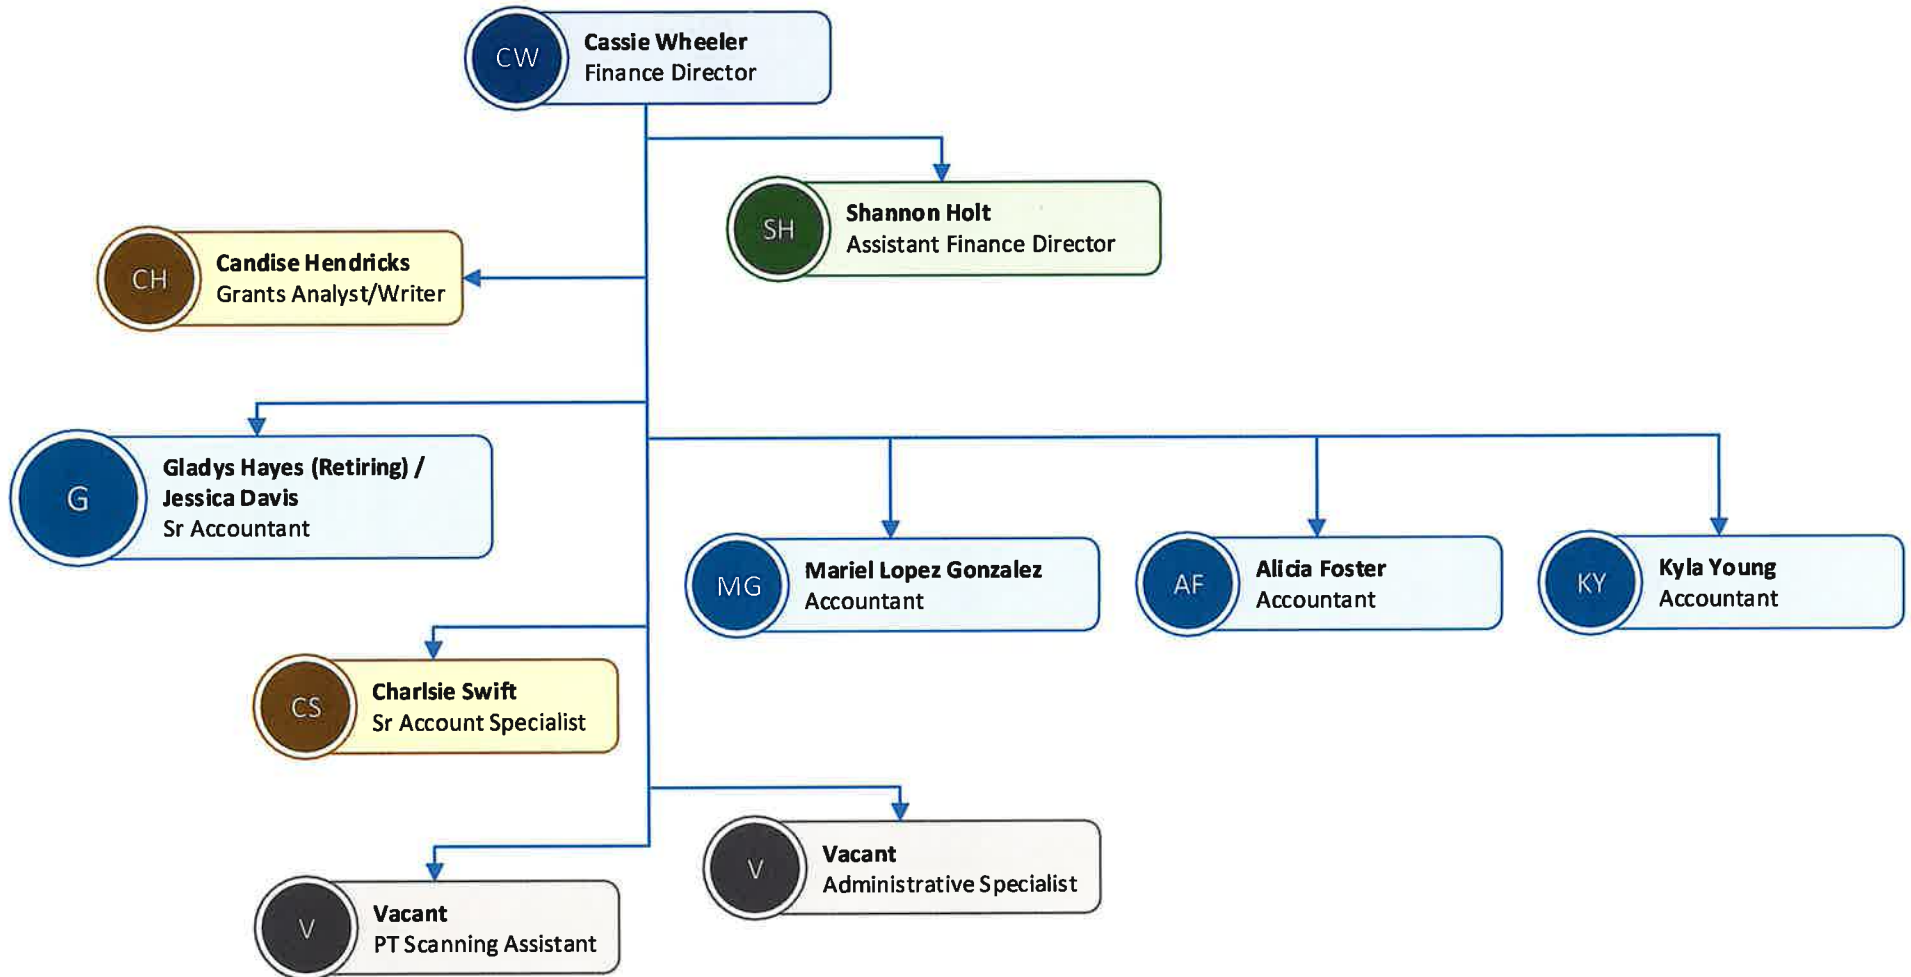 CW
Cassie Wheeler
Finance Director
SH
Shannon Holt
Assistant Finance Director
CH
Candise Hendricks
Grants Analyst/Writer
G
Gladys Hayes (Retiring) /
Jessica Davis
Sr Accountant
MG
Mariel Lopez Gonzalez
Accountant
AF
Alicia Foster
Accountant
KY
Kyla Young
Accountant
CS
Charlsie Swift
Sr Account Specialist
V
Vacant
Administrative Specialist
V
Vacant
PT Scanning Assistant